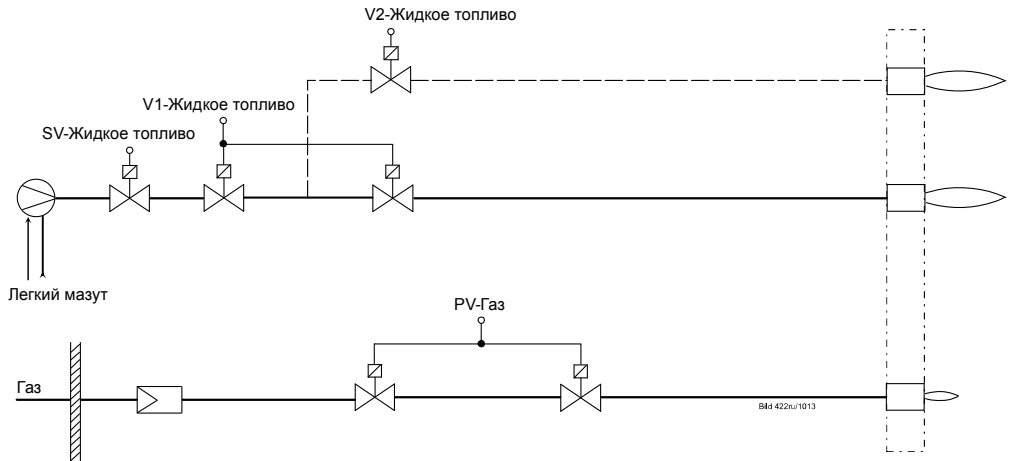 V2-Жидкое топливо
V1-Жидкое топливо
SV-Жидкое топливо
Легкий мазут
PV-Газ
Газ
Bild 422ru/1013